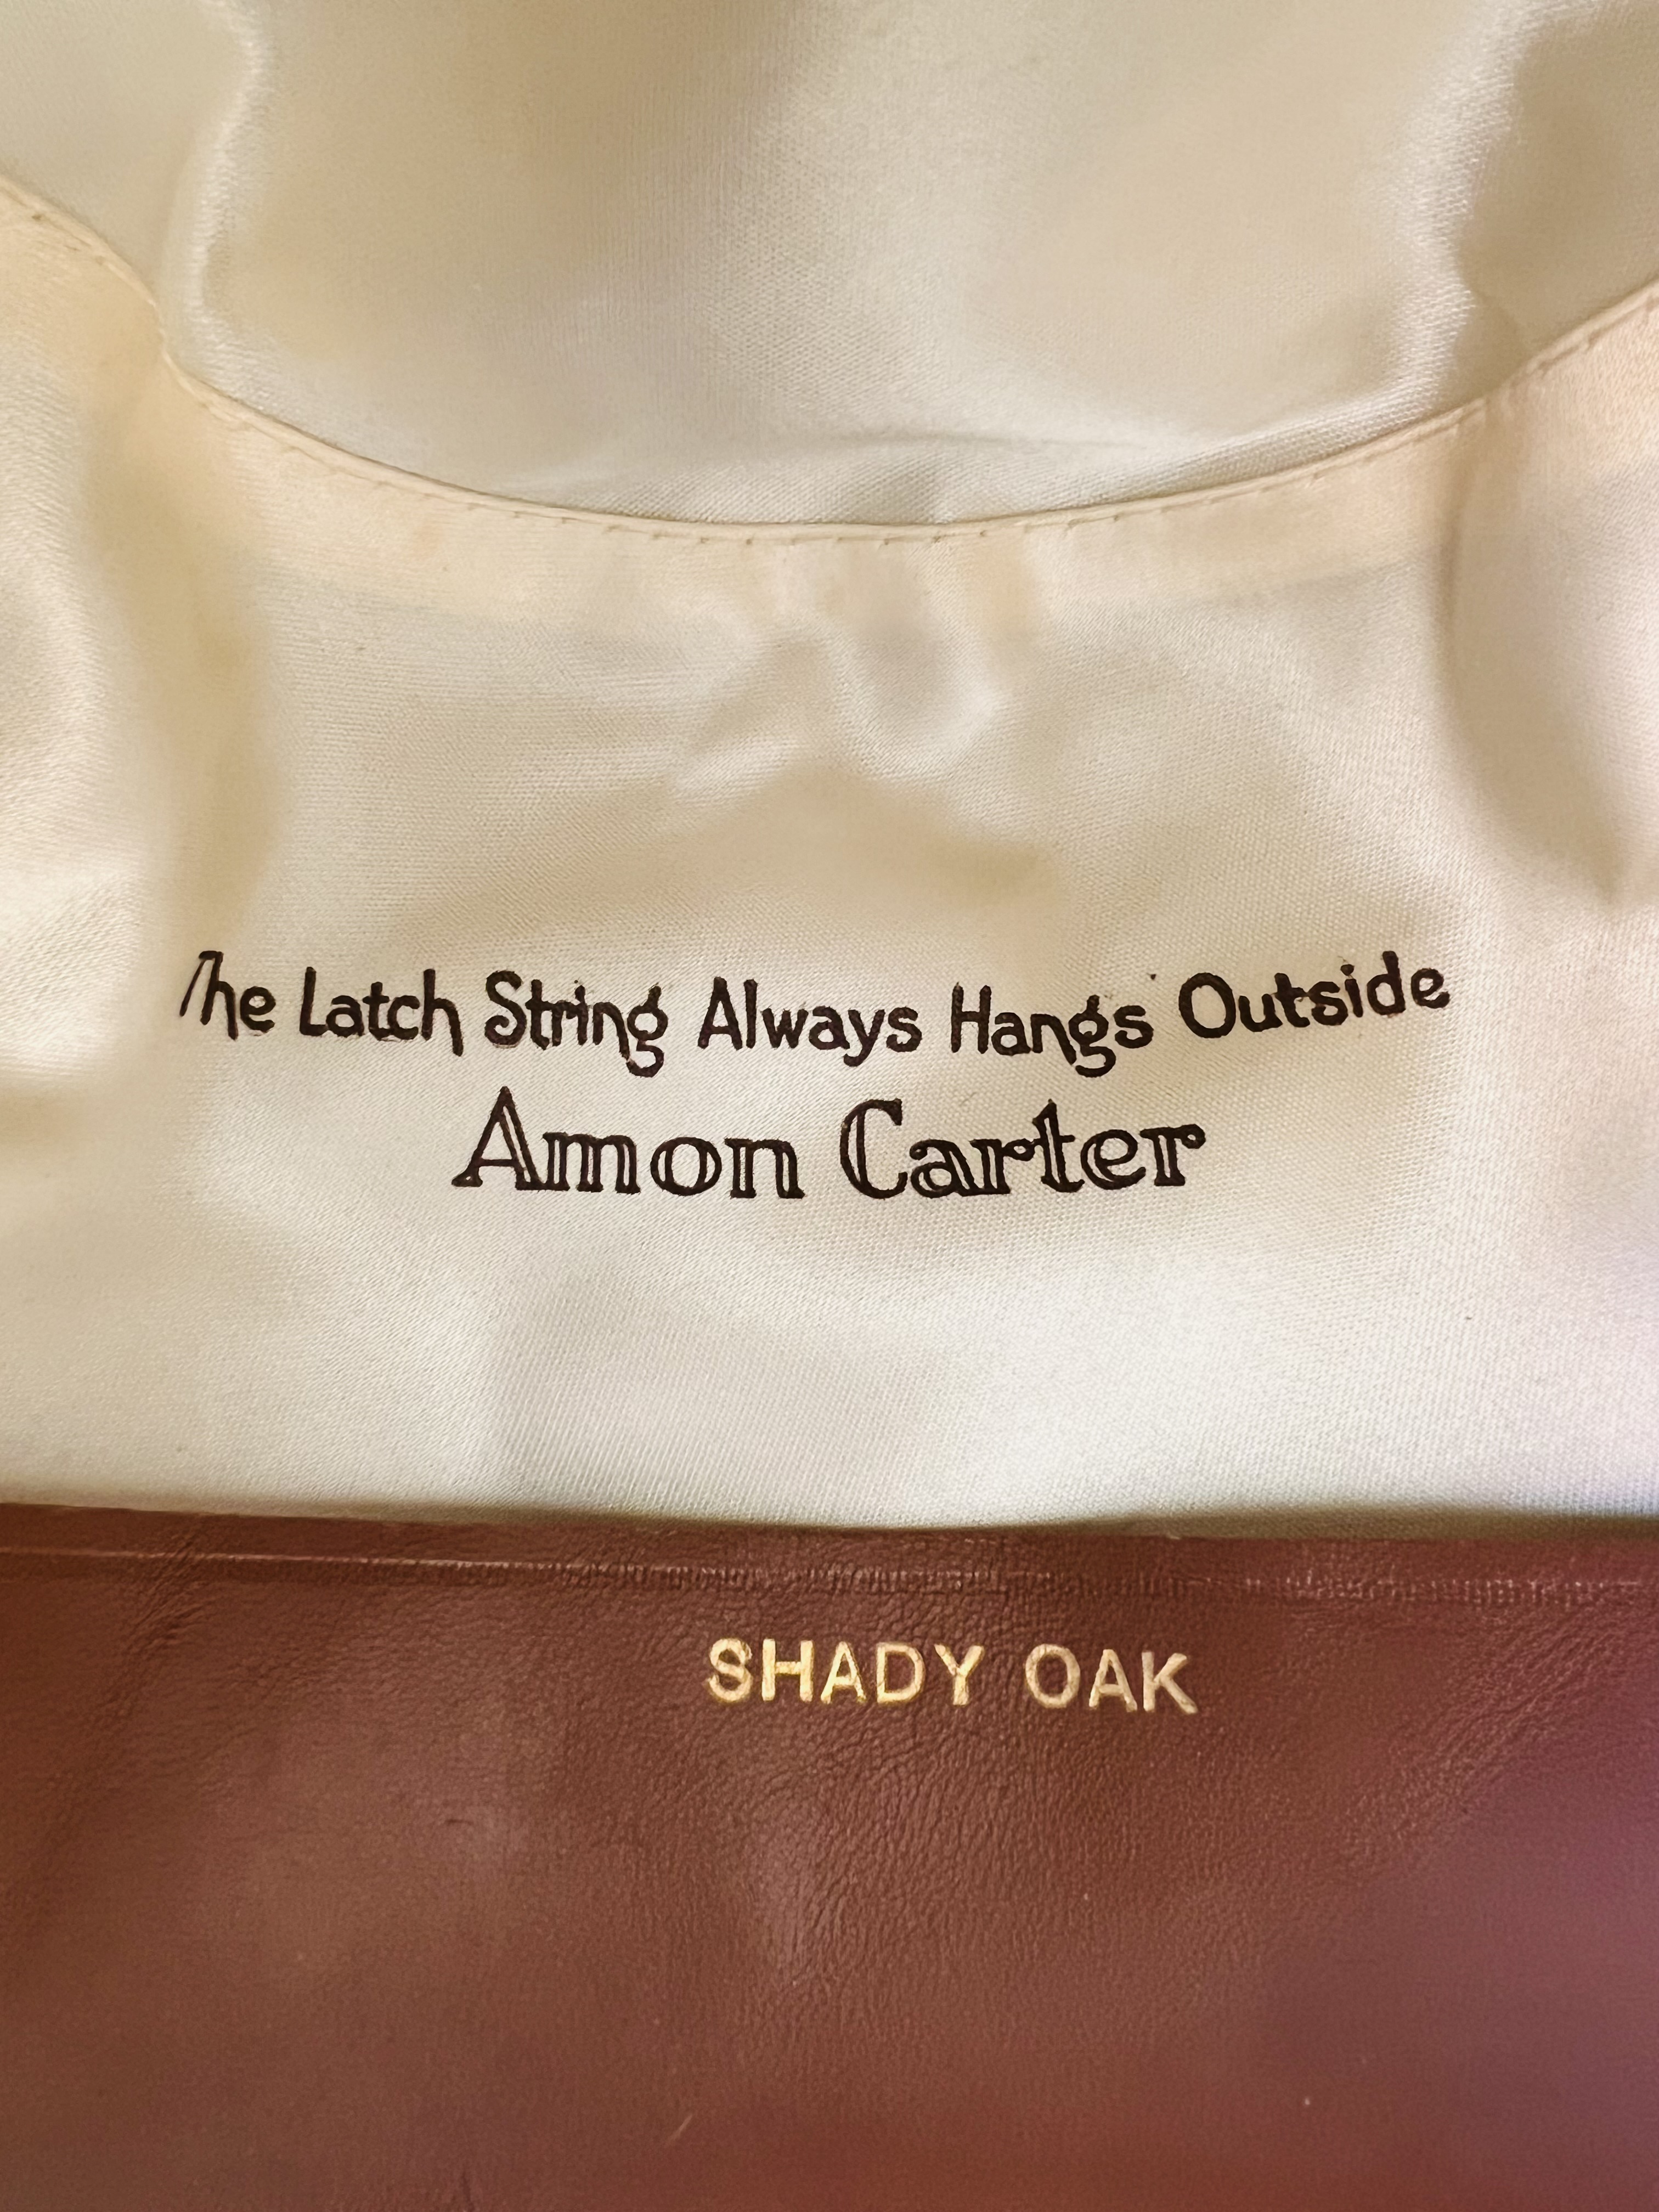 The Latch String Always Hangs Outside
Amon Carter
SHADY OAK